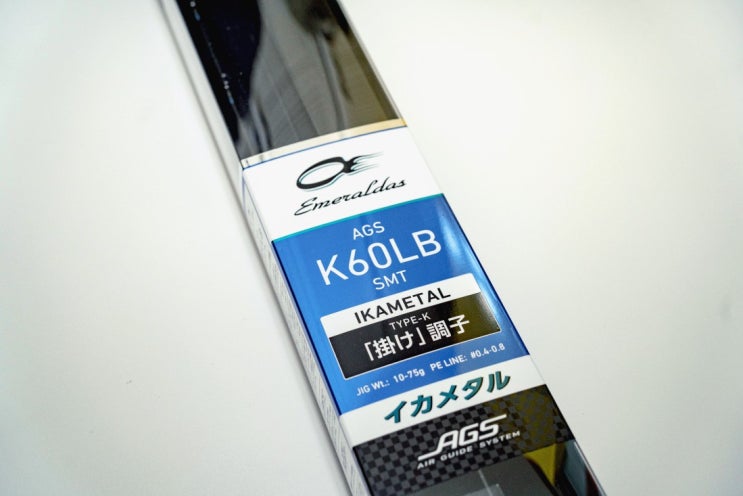 Emeraldas
AGS
K60LB
SMT
IKAMETAL
TYPE-K
「掛け」調子
JIG Wt.: 10-75g PE LINE: #0.4-0.8
イカメタル
AGS
AIR GUIDE SYSTEM